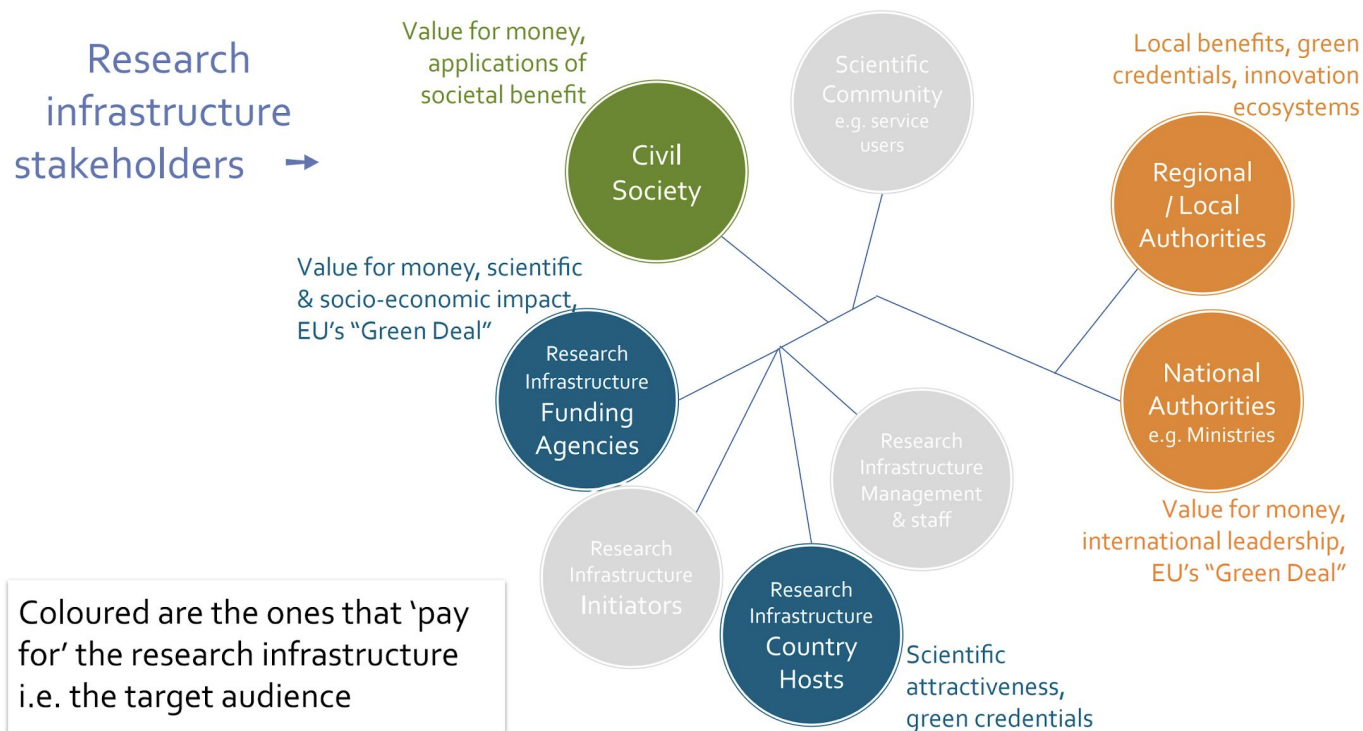 Research
infrastructure
stakeholders
Value for money,
applications of
societal benefit
Civil
Society
Scientific
Community
e.g. service
users
Local benefits, green
credentials, innovation
ecosystems
Regional
/ Local
Authorities
Value for money, scientific
& socio-economic impact,
EU's “Green Deal”
Research
Infrastructure
Funding
Agencies
National
Authorities
e.g. Ministries
Value for money,
international leadership,
EU's “Green Deal”
Research
Infrastructure
Management
& staff
Research
Infrastructure
Initiators
Research
Infrastructure
Country
Hosts
Scientific
attractiveness,
green credentials
Coloured are the ones that ‘pay
for’ the research infrastructure
i.e. the target audience